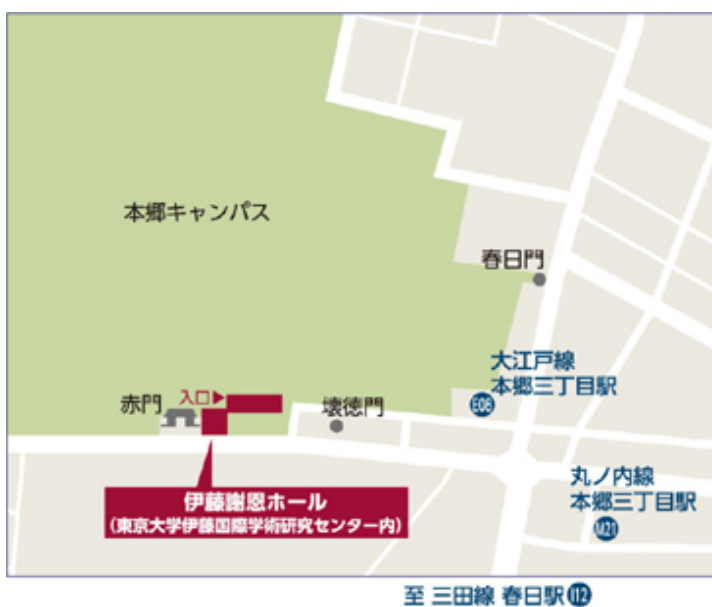 本郷キャンパス
春日門
大江戸線
本郷三丁目駅
E08
入口▶
赤門
壊徳門
丸ノ内線
本郷三丁目駅
M21
伊藤謝恩ホール
(東京大学伊藤国際学術研究センター内)
至 三田線 春日駅 I12